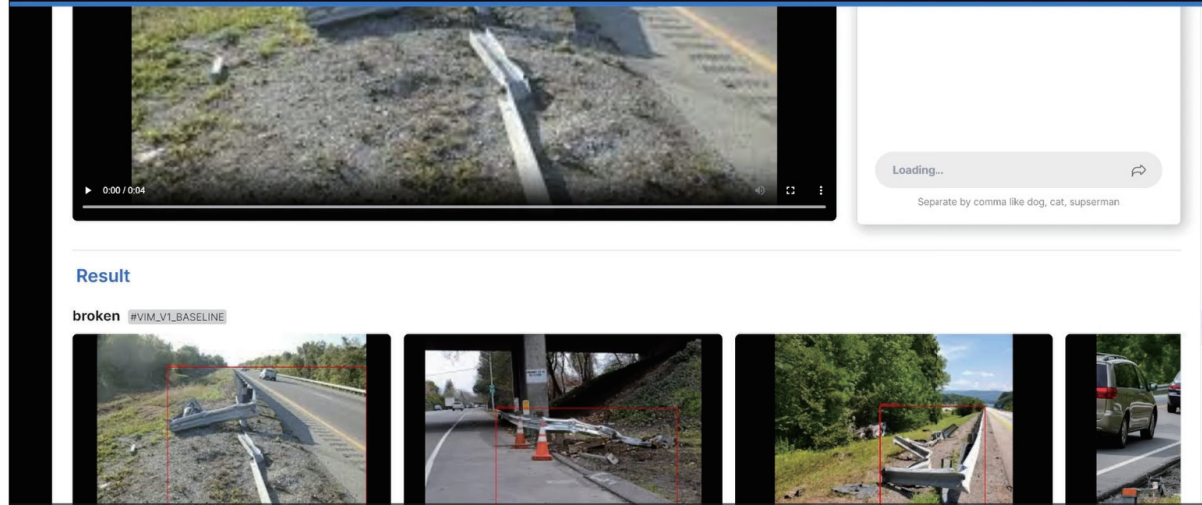 0:00 / 0:04
Loading...
Separate by comma like dog, cat, supserman
Result
broken #VIM_V1_BASELINE